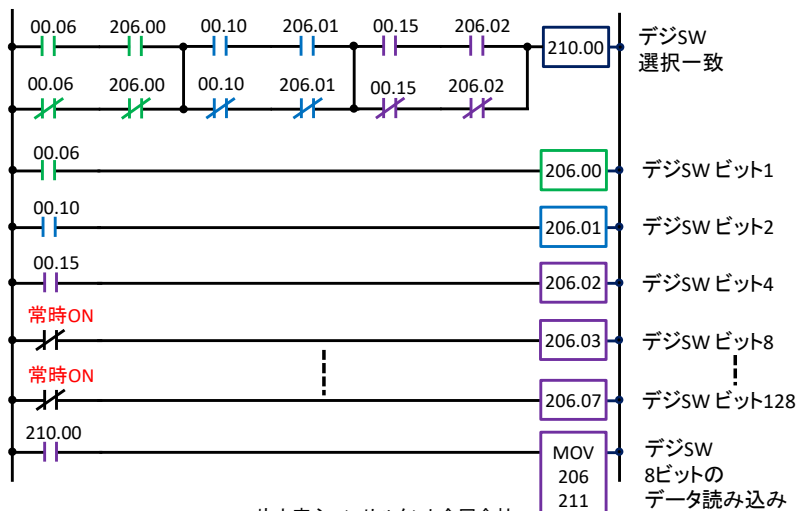 00.06 206.00 00.10 206.01 00.15 206.02
210.00
デジSW
選択一致
00.06 206.00 00.10 206.01 00.15 206.02
00.06
206.00
デジSW ビット1
00.10
206.01
デジSW ビット2
00.15
206.02
デジSW ビット4
常時ON
206.03
デジSW ビット8
常時ON
206.07
デジSW ビット128
210.00
MOV
206
211
デジSW
8ビットの
データ読み込み